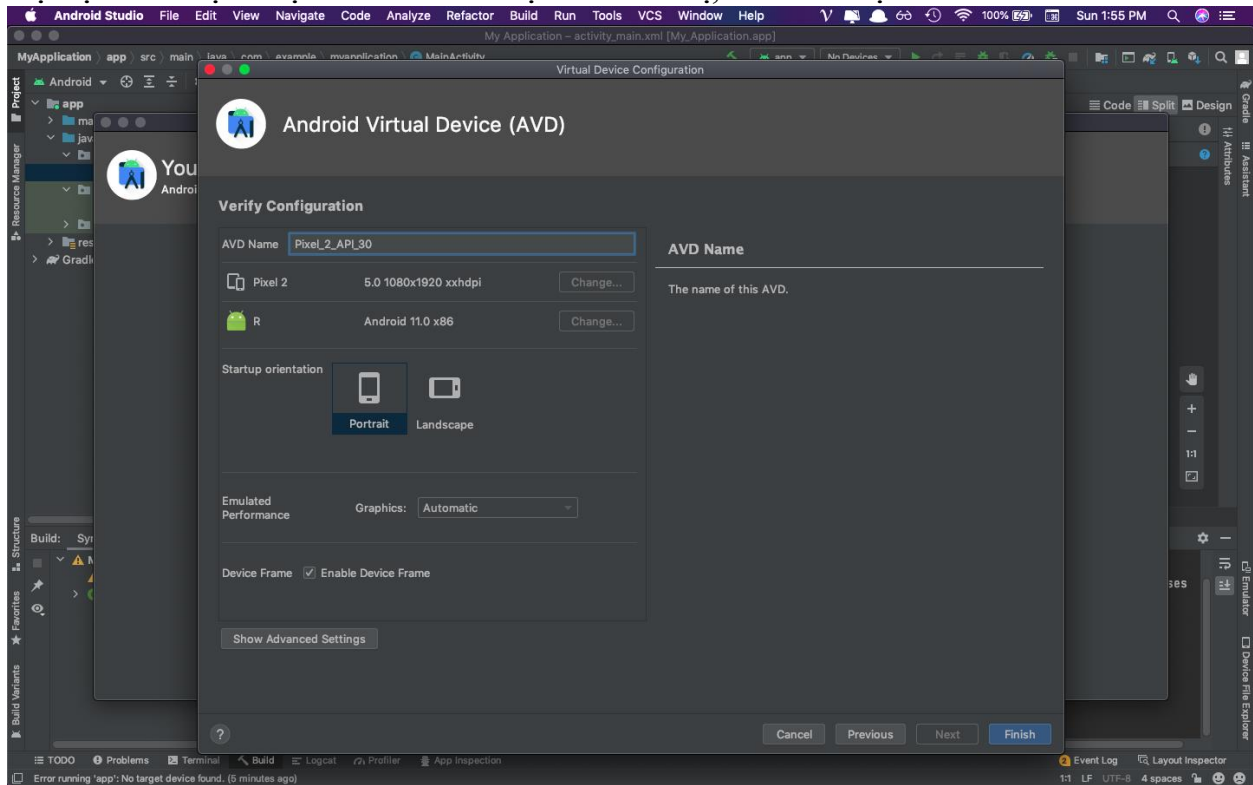 Android Studio File Edit View Navigate Code Analyze Refactor Build Run Tools VCS Window Help 100% Sun 1:55 PM
My Application – activity_main.xml [My_Application.app]
MyApplication app src main java com example myapplication MainActivity app No Devices
Virtual Device Configuration
Android
Project
app
Code Split Design
Gradle
Android Virtual Device (AVD)
Resource Manager
You
Androi
Attributes
Assistant
Verify Configuration
res
AVD Name Pixel_2_API_30
AVD Name
Pixel 2 5.0 1080x1920 xxhdpi Change...
The name of this AVD.
R Android 11.0 x86 Change...
Startup orientation
Portrait Landscape
1:1
Emulated
Performance
Graphics: Automatic
Structure
Build:
Device Frame Enable Device Frame
ses
Emulator
Favorites
Show Advanced Settings
Build Variants
Device File Explorer
? Cancel Previous Next Finish
TODO Problems Terminal Build Logcat Profiler App Inspection 2 Event Log Layout Inspector
Error running 'app': No target device found. (5 minutes ago) 1:1 LF UTF-8 4 spaces